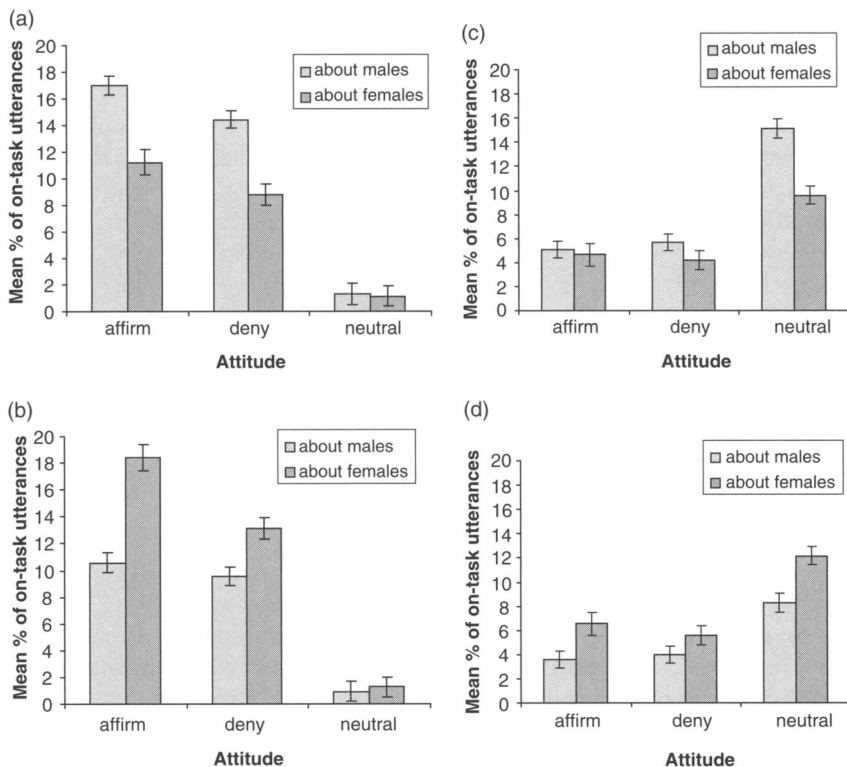 (a)
Mean % of on-task utterances
20
18
16
14
12
10
8
6
4
2
0
about males
about females
affirm deny neutral
Attitude
(c)
Mean % of on-task utterances
20
18
16
14
12
10
8
6
4
2
0
about males
about females
affirm deny neutral
Attitude
(b)
Mean % of on-task utterances
20
18
16
14
12
10
8
6
4
2
0
about males
about females
affirm deny neutral
Attitude
(d)
Mean % of on-task utterances
20
18
16
14
12
10
8
6
4
2
0
about males
about females
affirm deny neutral
Attitude